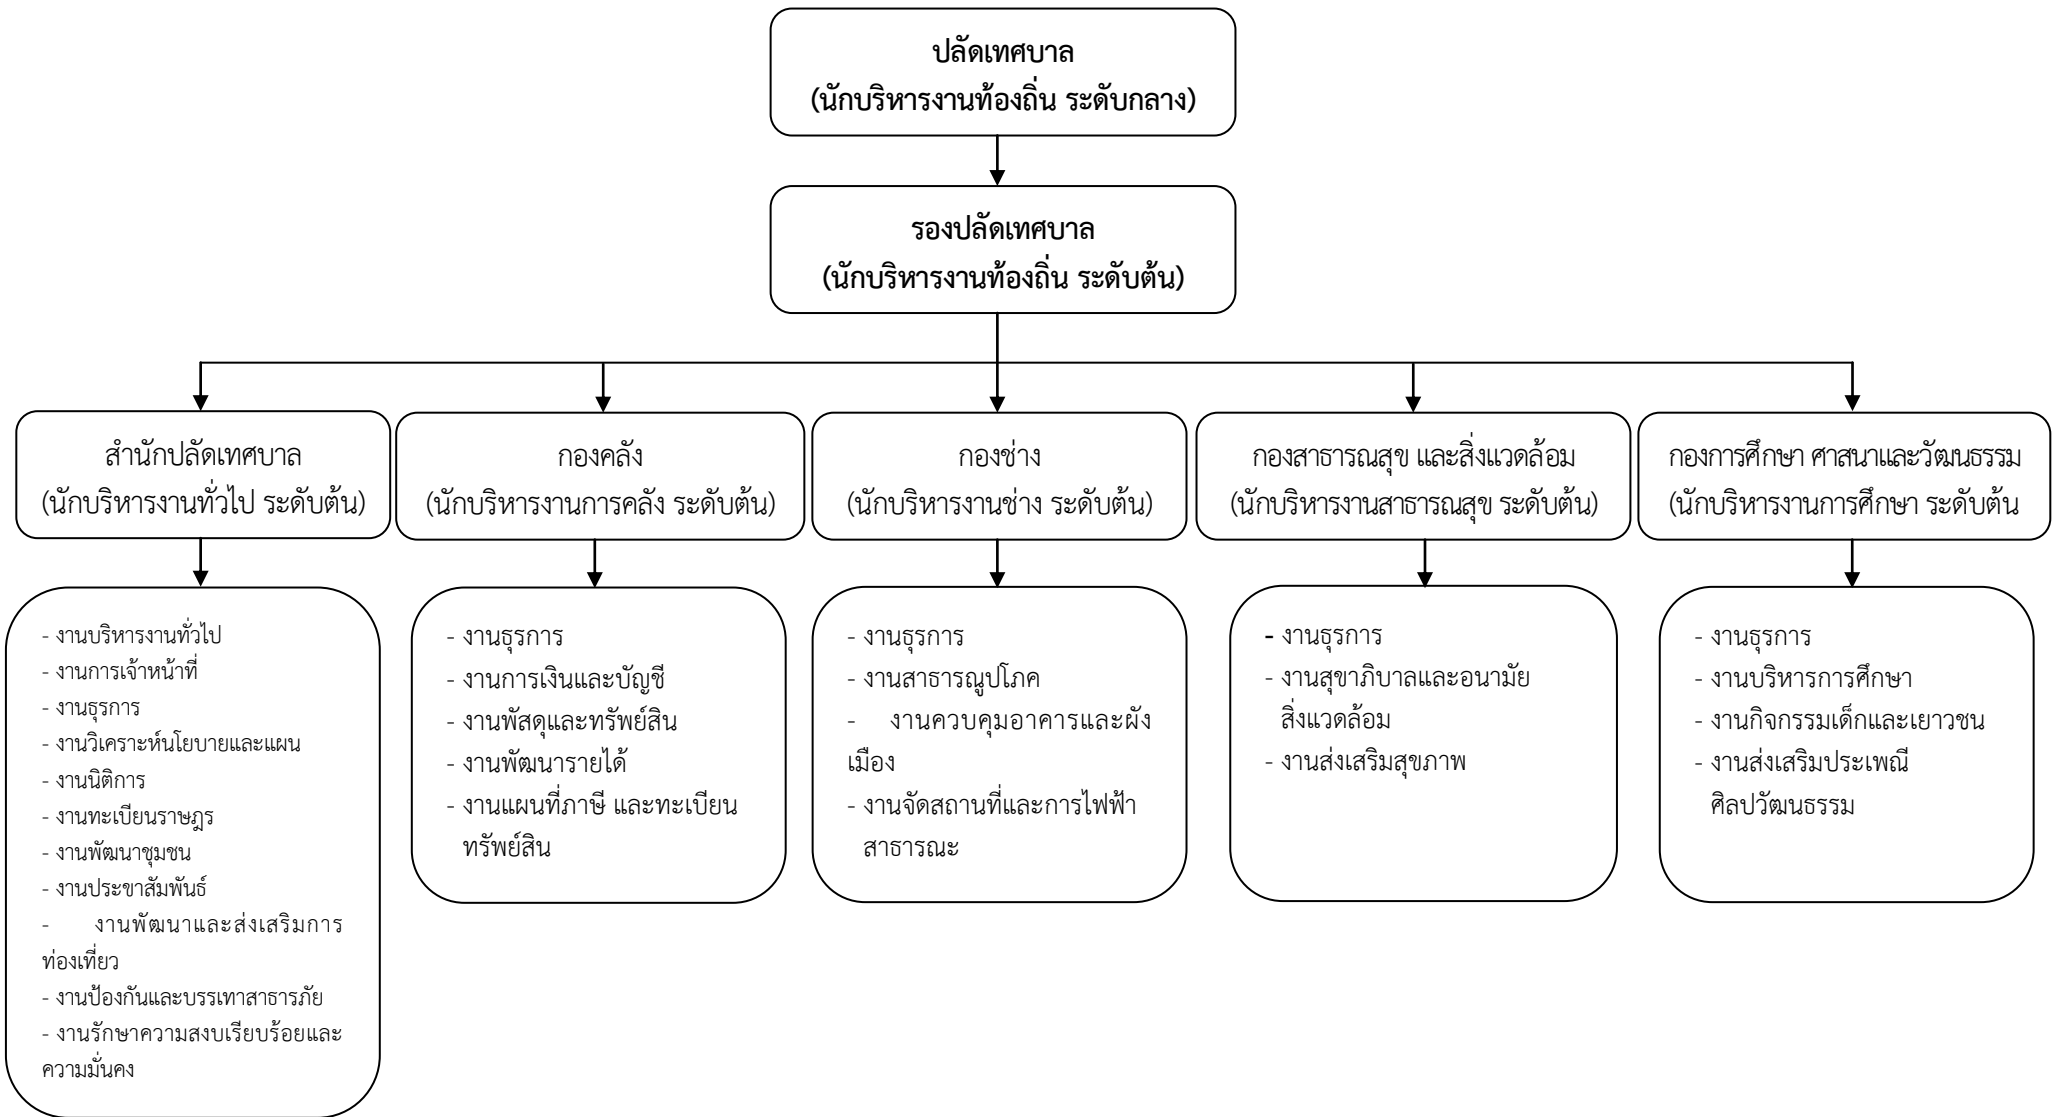 ปลัดเทศบาล
(นักบริหารงานท้องถิ่น ระดับกลาง)
รองปลัดเทศบาล
(นักบริหารงานท้องถิ่น ระดับต้น)
สำนักปลัดเทศบาล
(นักบริหารงานทั่วไป ระดับต้น)
กองคลัง
(นักบริหารงานการคลัง ระดับต้น)
กองช่าง
(นักบริหารงานช่าง ระดับต้น)
กองสาธารณสุข และสิ่งแวดล้อม
(นักบริหารงานสาธารณสุข ระดับต้น)
กองการศึกษา ศาสนาและวัฒนธรรม
(นักบริหารงานการศึกษา ระดับต้น
- งานบริหารงานทั่วไป
- งานการเจ้าหน้าที่
- งานธุรการ
- งานวิเคราะห์นโยบายและแผน
- งานนิติการ
- งานทะเบียนราษฎร
- งานพัฒนาชุมชน
- งานประชาสัมพันธ์
- งานพัฒนาและส่งเสริมการ
ท่องเที่ยว
- งานป้องกันและบรรเทาสาธารภัย
- งานรักษาความสงบเรียบร้อยและ
ความมั่นคง
- งานธุรการ
- งานการเงินและบัญชี
- งานพัสดุและทรัพย์สิน
- งานพัฒนารายได้
- งานแผนที่ภาษี และทะเบียน
ทรัพย์สิน
- งานธุรการ
- งานสาธารณูปโภค
- งานควบคุมอาคารและผัง
เมือง
- งานจัดสถานที่และการไฟฟ้า
สาธารณะ
- งานธุรการ
- งานสุขาภิบาลและอนามัย
สิ่งแวดล้อม
- งานส่งเสริมสุขภาพ
- งานธุรการ
- งานบริหารการศึกษา
- งานกิจกรรมเด็กและเยาวชน
- งานส่งเสริมประเพณี
ศิลปวัฒนธรรม